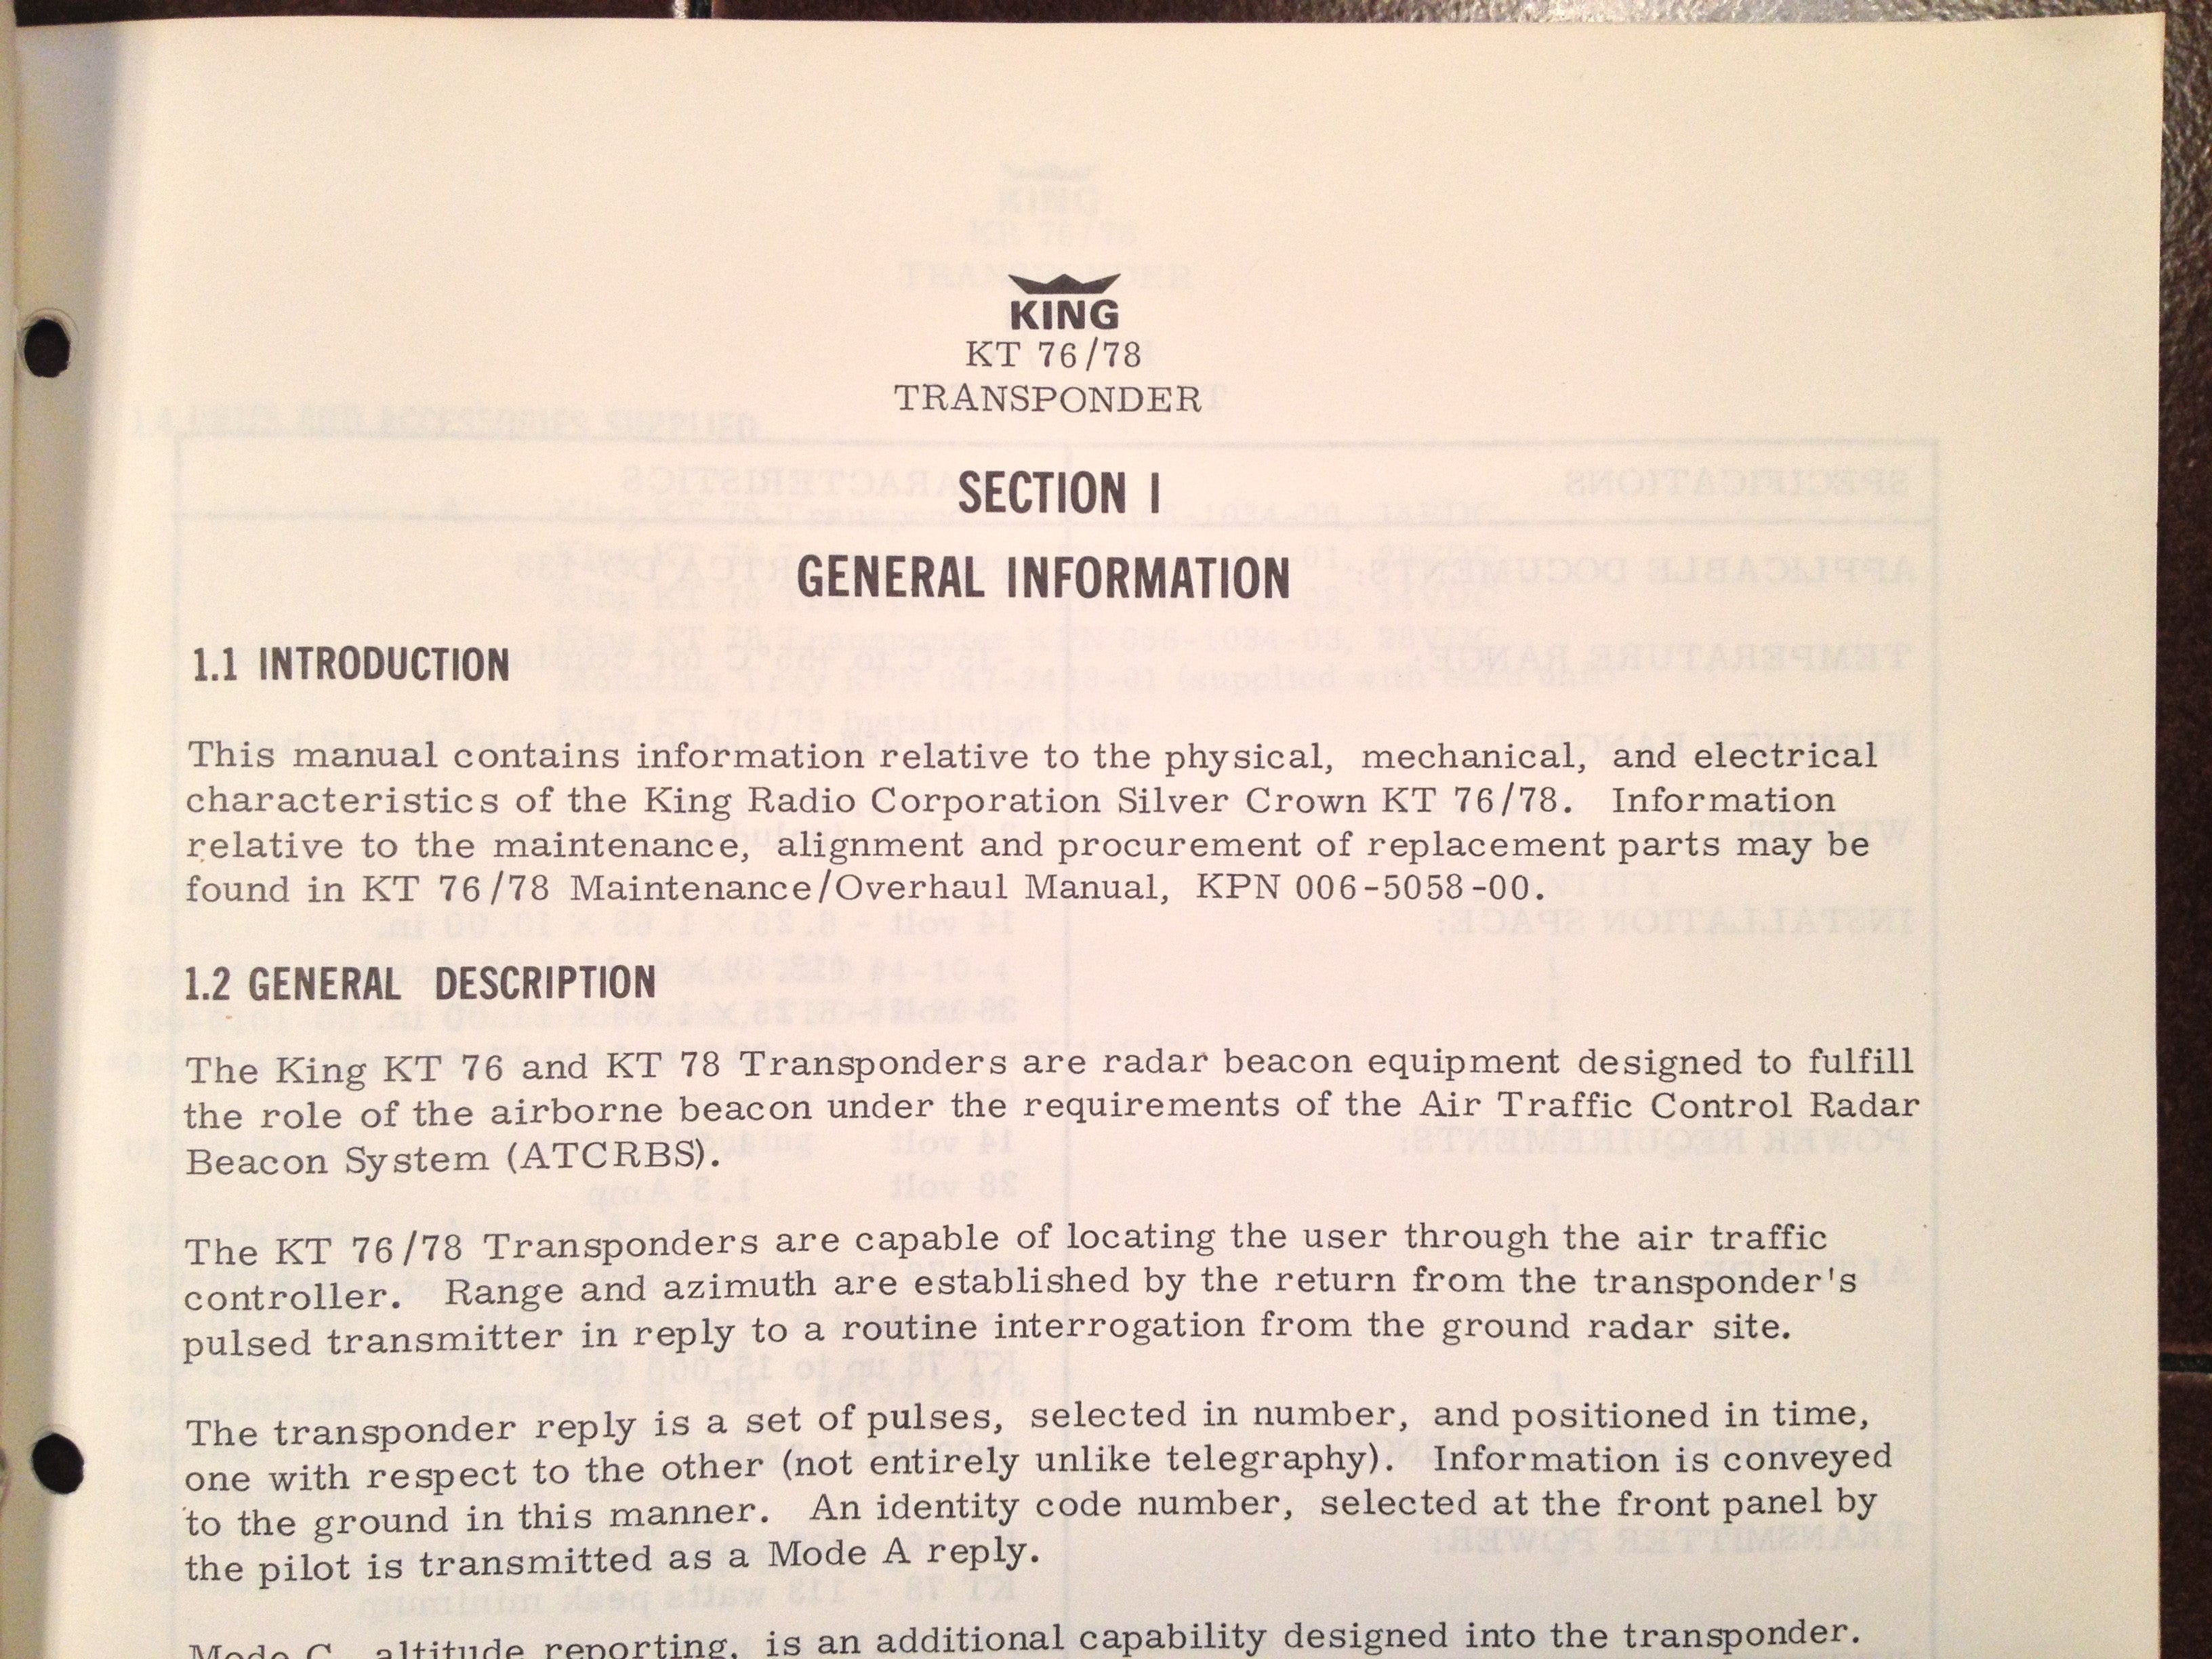 KING
KT 76/78
TRANSPONDER
SECTION I
GENERAL INFORMATION
1.1 INTRODUCTION
This manual contains information relative to the physical, mechanical, and electrical
characteristics of the King Radio Corporation Silver Crown KT 76/78. Information
relative to the maintenance, alignment and procurement of replacement parts may be
found in KT 76/78 Maintenance/Overhaul Manual, KPN 006-5058-00.
1.2 GENERAL DESCRIPTION
The King KT 76 and KT 78 Transponders are radar beacon equipment designed to fulfill
the role of the airborne beacon under the requirements of the Air Traffic Control Radar
Beacon System (ATCRBS).
The KT 76/78 Transponders are capable of locating the user through the air traffic
controller. Range and azimuth are established by the return from the transponder's
pulsed transmitter in reply to a routine interrogation from the ground radar site.
The transponder reply is a set of pulses, selected in number, and positioned in time,
one with respect to the other (not entirely unlike telegraphy). Information is conveyed
to the ground in this manner. An identity code number, selected at the front panel by
the pilot is transmitted as a Mode A reply.
Mode C, altitude reporting, is an additional capability designed into the transponder.